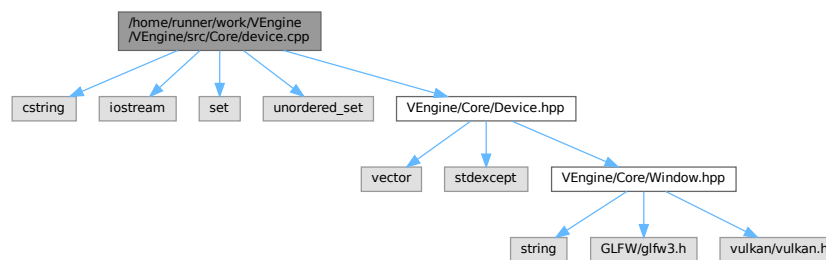 /home/runner/work/VEngine
/VEngine/src/Core/device.cpp
cstring
iostream
set
unordered_set
VEngine/Core/Device.hpp
vector
stdexcept
VEngine/Core/Window.hpp
string
GLFW/glfw3.h
vulkan/vulkan.h